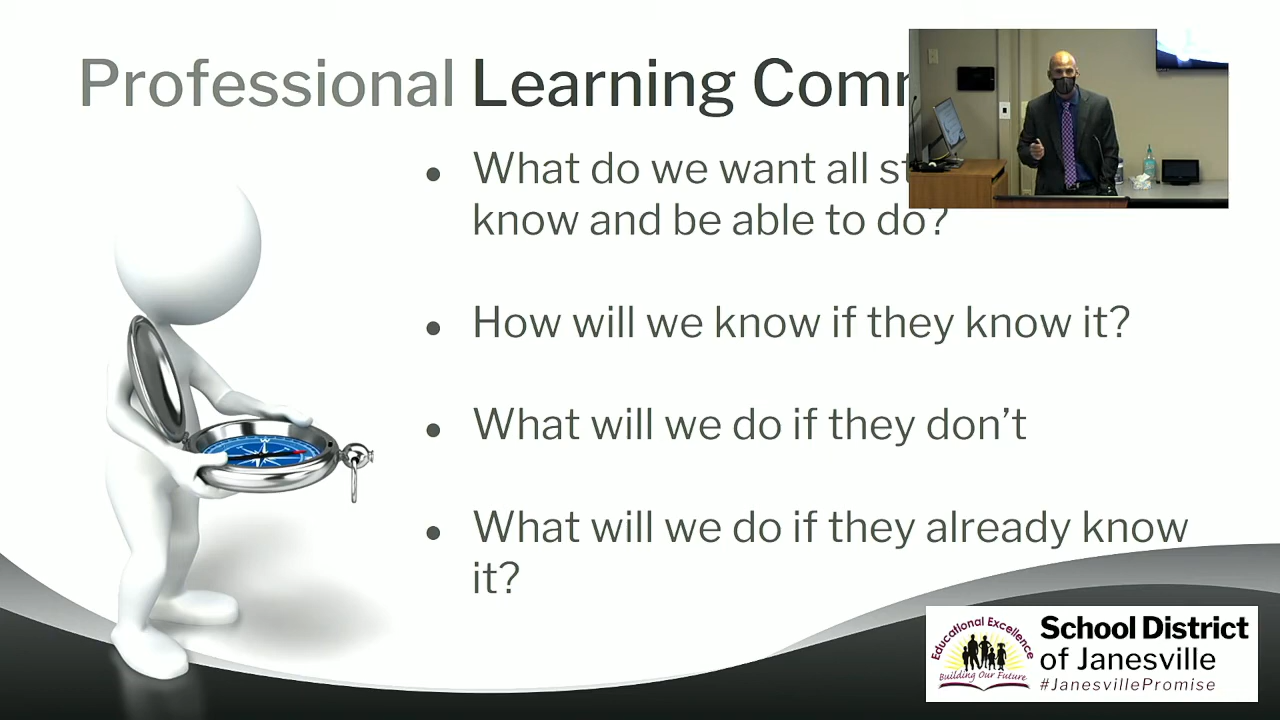 Professional Learning Com
What do we want all
know and be able to do?
How will we know if they know it?
What will we do if they don’t
What will we do if they already know
it?
Educational Excellence
Building Our Future
School District
of Janesville
#JanesvillePromise